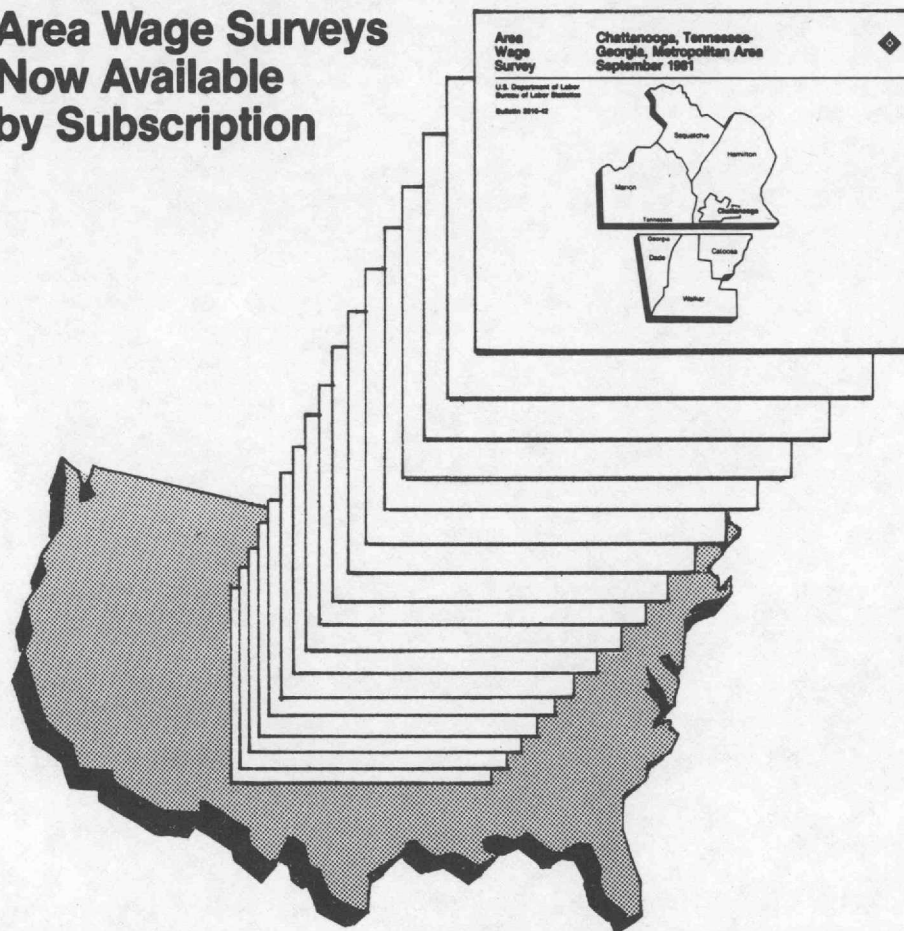 Area Wage Surveys
Now Available
by Subscription
Area
Wage
Survey
Chattanooga, Tennessee-
Georgia, Metropolitan Area
September 1981
U.S. Department of Labor
Bureau of Labor Statistics
Bulletin
Sequatchie
Hamilton
Marion
Chattanooga
Tennessee
Georgia
Catoosa
Dade
Walker